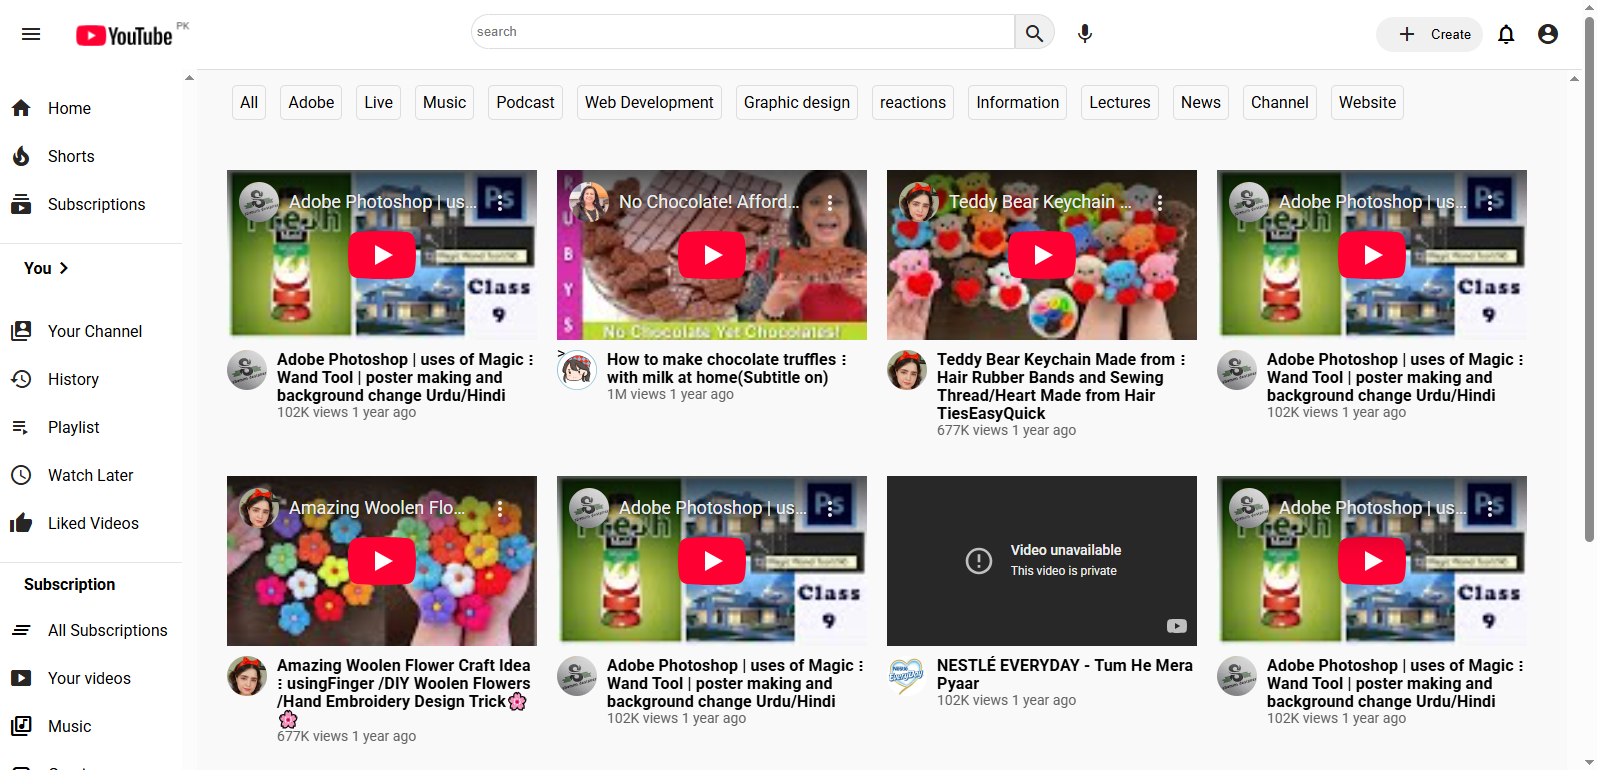 YouTube PK
search
Create
Home
Shorts
Subscriptions
You
Your Channel
History
Playlist
Watch Later
Liked Videos
Subscription
All Subscriptions
Your videos
Music
All Adobe Live Music Podcast Web Development Graphic design reactions Information Lectures News Channel Website
Adobe Photoshop | us...
Ps
Class
9
Adobe Photoshop | uses of Magic
Wand Tool | poster making and
background change Urdu/Hindi
102K views 1 year ago
No Chocolate! Afford...
RUBYS
No Chocolate Yet Chocolates!
>
How to make chocolate truffles
with milk at home(Subtitle on)
1M views 1 year ago
Teddy Bear Keychain ...
Teddy Bear Keychain Made from
Hair Rubber Bands and Sewing
Thread/Heart Made from Hair
TiesEasyQuick
677K views 1 year ago
Adobe Photoshop | us...
Ps
Class
9
Adobe Photoshop | uses of Magic
Wand Tool | poster making and
background change Urdu/Hindi
102K views 1 year ago
Amazing Woolen Flo...
Amazing Woolen Flower Craft Idea
usingFinger /DIY Woolen Flowers
/Hand Embroidery Design Trick🌸
🌸
677K views 1 year ago
Adobe Photoshop | us...
Ps
Class
9
Adobe Photoshop | uses of Magic
Wand Tool | poster making and
background change Urdu/Hindi
102K views 1 year ago
Video unavailable
This video is private
Nestlé
EveryDay
NESTLÉ EVERYDAY - Tum He Mera
Pyaar
102K views 1 year ago
Adobe Photoshop | us...
Ps
Class
9
Adobe Photoshop | uses of Magic
Wand Tool | poster making and
background change Urdu/Hindi
102K views 1 year ago